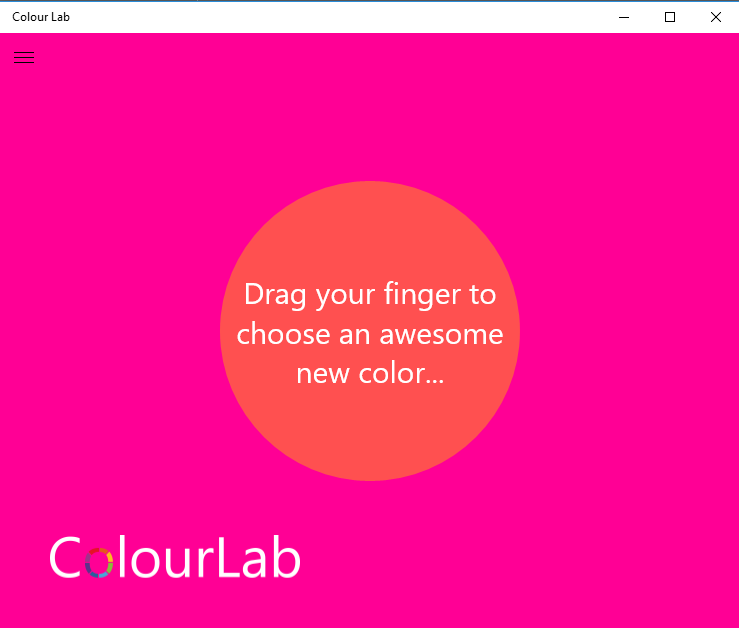 Colour Lab
Drag your finger to
choose an awesome
new color...
ColourLab